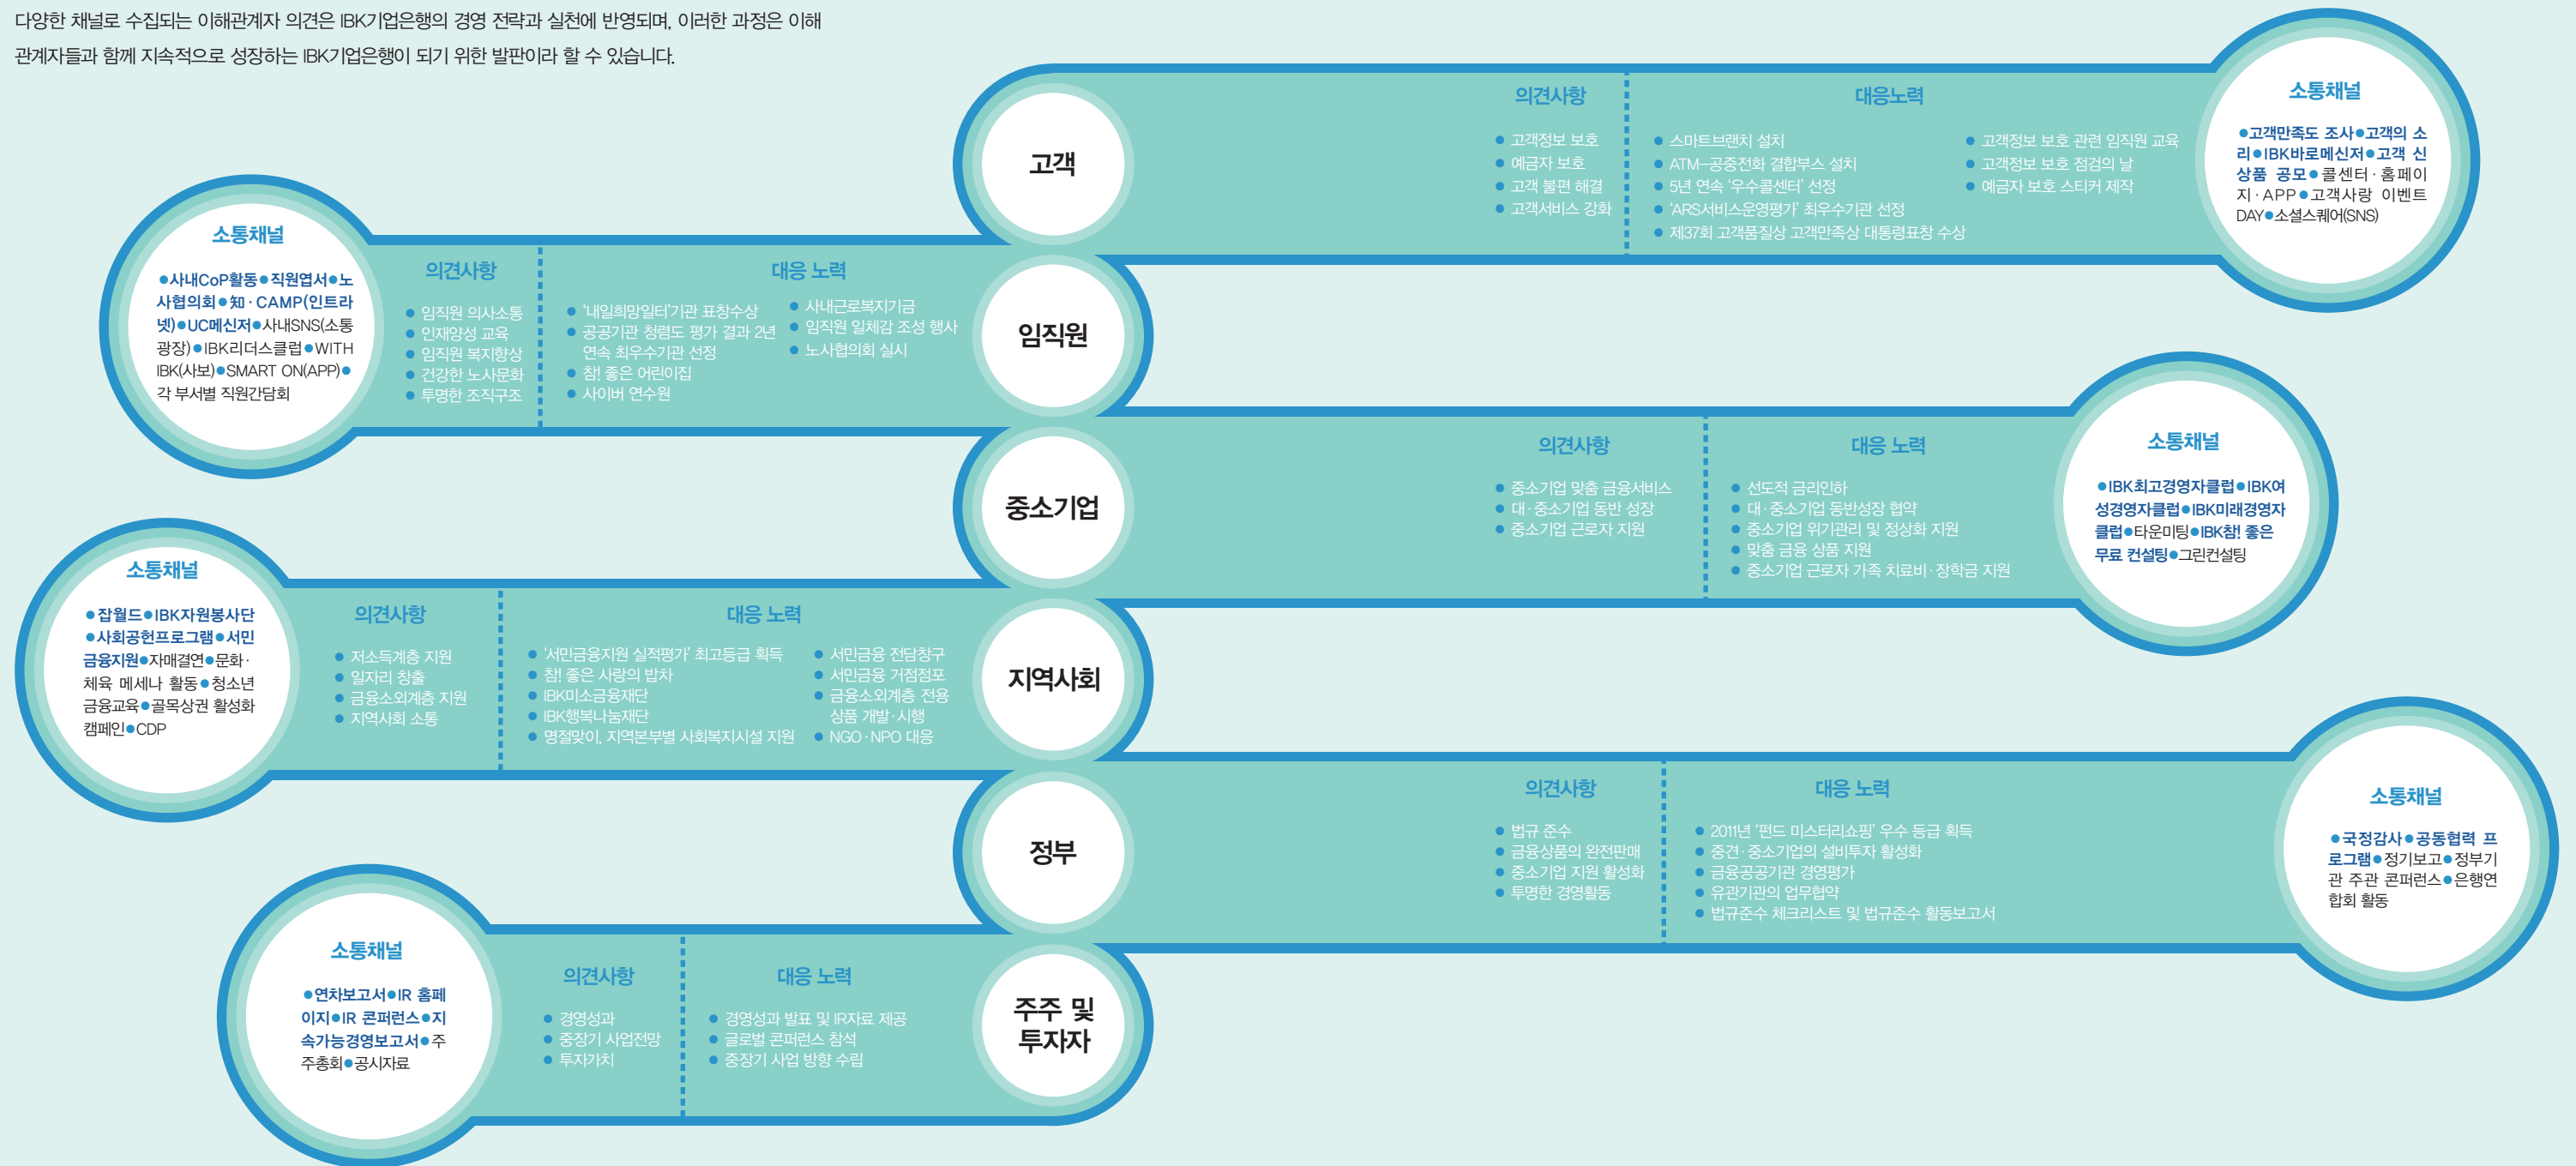 다양한 채널로 수집되는 이해관계자 의견은 IBK기업은행의 경영 전략과 실천에 반영되며, 이러한 과정은 이해
관계자들과 함께 지속적으로 성장하는 IBK기업은행이 되기 위한 발판이라 할 수 있습니다.
고객
의견사항
● 고객정보 보호
● 예금자 보호
● 고객 불편 해결
● 고객서비스 강화
대응노력
● 스마트브랜치 설치
● ATM-공중전화 결합부스 설치
● 5년 연속 ‘우수콜센터’ 선정
● ‘ARS서비스운영평가’ 최우수기관 선정
● 제37회 고객품질상 고객만족상 대통령표창 수상
● 고객정보 보호 관련 임직원 교육
● 고객정보 보호 점검의 날
● 예금자 보호 스티커 제작
소통채널
●고객만족도 조사●고객의 소
리●IBK바로메신저●고객 신
상품 공모●콜센터·홈페이
지·APP●고객사랑 이벤트
DAY●소셜스퀘어(SNS)
소통채널
●사내CoP활동●직원엽서●노
사협의회●知·CAMP(인트라
넷)●UC메신저●사내SNS(소통
광장)●IBK리더스클럽●WITH
IBK(사보)●SMART ON(APP)●
각 부서별 직원간담회
의견사항
● 임직원 의사소통
● 인재양성 교육
● 임직원 복지향상
● 건강한 노사문화
● 투명한 조직구조
대응 노력
● ‘내일희망일터’기관 표창수상
● 공공기관 청렴도 평가 결과 2년
연속 최우수기관 선정
● 참! 좋은 어린이집
● 사이버 연수원
● 사내근로복지기금
● 임직원 일체감 조성 행사
● 노사협의회 실시
임직원
중소기업
의견사항
● 중소기업 맞춤 금융서비스
● 대·중소기업 동반 성장
● 중소기업 근로자 지원
대응 노력
● 선도적 금리인하
● 대·중소기업 동반성장 협약
● 중소기업 위기관리 및 정상화 지원
● 맞춤 금융 상품 지원
● 중소기업 근로자 가족 치료비·장학금 지원
소통채널
●IBK최고경영자클럽●IBK여
성경영자클럽●IBK미래경영자
클럽●타운미팅●IBK참! 좋은
무료 컨설팅●그린컨설팅
소통채널
●잡월드●IBK자원봉사단
●사회공헌프로그램●서민
금융지원●자매결연●문화·
체육 메세나 활동●청소년
금융교육●골목상권 활성화
캠페인●CDP
의견사항
● 저소득계층 지원
● 일자리 창출
● 금융소외계층 지원
● 지역사회 소통
대응 노력
● ‘서민금융지원 실적평가’ 최고등급 획득
● 참! 좋은 사랑의 밥차
● IBK미소금융재단
● IBK행복나눔재단
● 명절맞이, 지역본부별 사회복지시설 지원
● 서민금융 전담창구
● 서민금융 거점점포
● 금융소외계층 전용
상품 개발·시행
● NGO·NPO 대응
지역사회
정부
의견사항
● 법규 준수
● 금융상품의 완전판매
● 중소기업 지원 활성화
● 투명한 경영활동
대응 노력
● 2011년 ‘펀드 미스터리쇼핑’ 우수 등급 획득
● 중견·중소기업의 설비투자 활성화
● 금융공공기관 경영평가
● 유관기관의 업무협약
● 법규준수 체크리스트 및 법규준수 활동보고서
소통채널
●국정감사●공동협력 프
로그램●정기보고●정부기
관 주관 콘퍼런스●은행연
합회 활동
소통채널
●연차보고서●IR 홈페
이지●IR 콘퍼런스●지
속가능경영보고서●주
주총회●공시자료
의견사항
● 경영성과
● 중장기 사업전망
● 투자가치
대응 노력
● 경영성과 발표 및 IR자료 제공
● 글로벌 콘퍼런스 참석
● 중장기 사업 방향 수립
주주 및
투자자